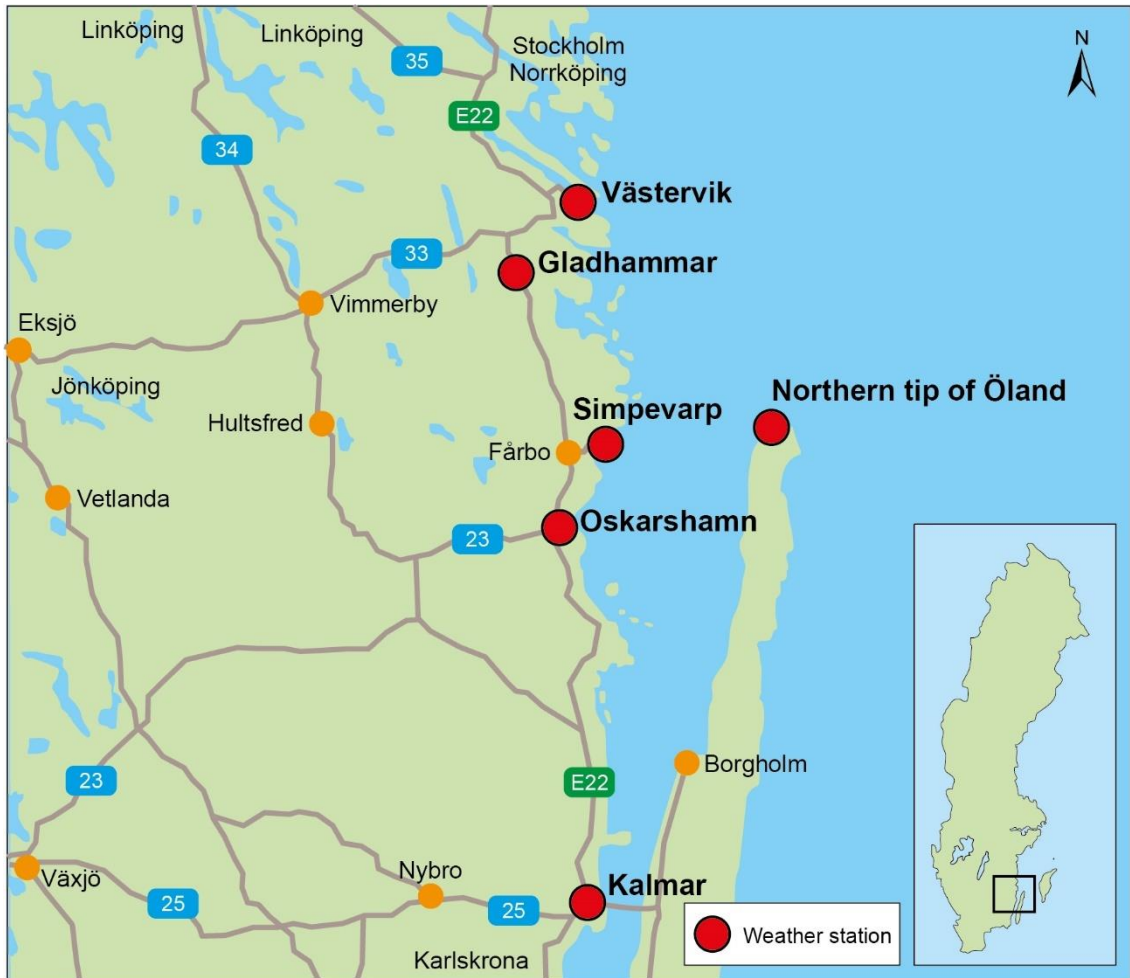 Linköping
Linköping
Stockholm
Norrköping
N
35
E22
34
Västervik
33
Gladhammar
Vimmerby
Eksjö
Jönköping
Northern tip of Öland
Simpevarp
Hultsfred
Fårbo
Vetlanda
Oskarshamn
23
Borgholm
23
E22
Växjö
Nybro
Kalmar
25
25
Weather station
Karlskrona